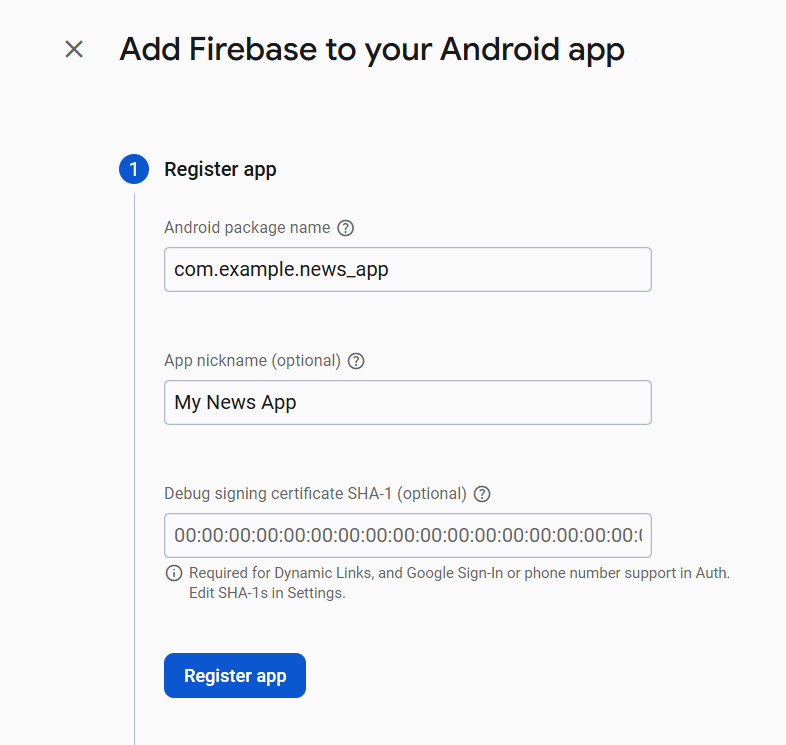 Add Firebase to your Android app
1 Register app
Android package name
com.example.news_app
App nickname (optional)
My News App
Debug signing certificate SHA-1 (optional)
00:00:00:00:00:00:00:00:00:00:00:00:00:00:00:00:00:0
Required for Dynamic Links, and Google Sign-In or phone number support in Auth.
Edit SHA-1s in Settings.
Register app